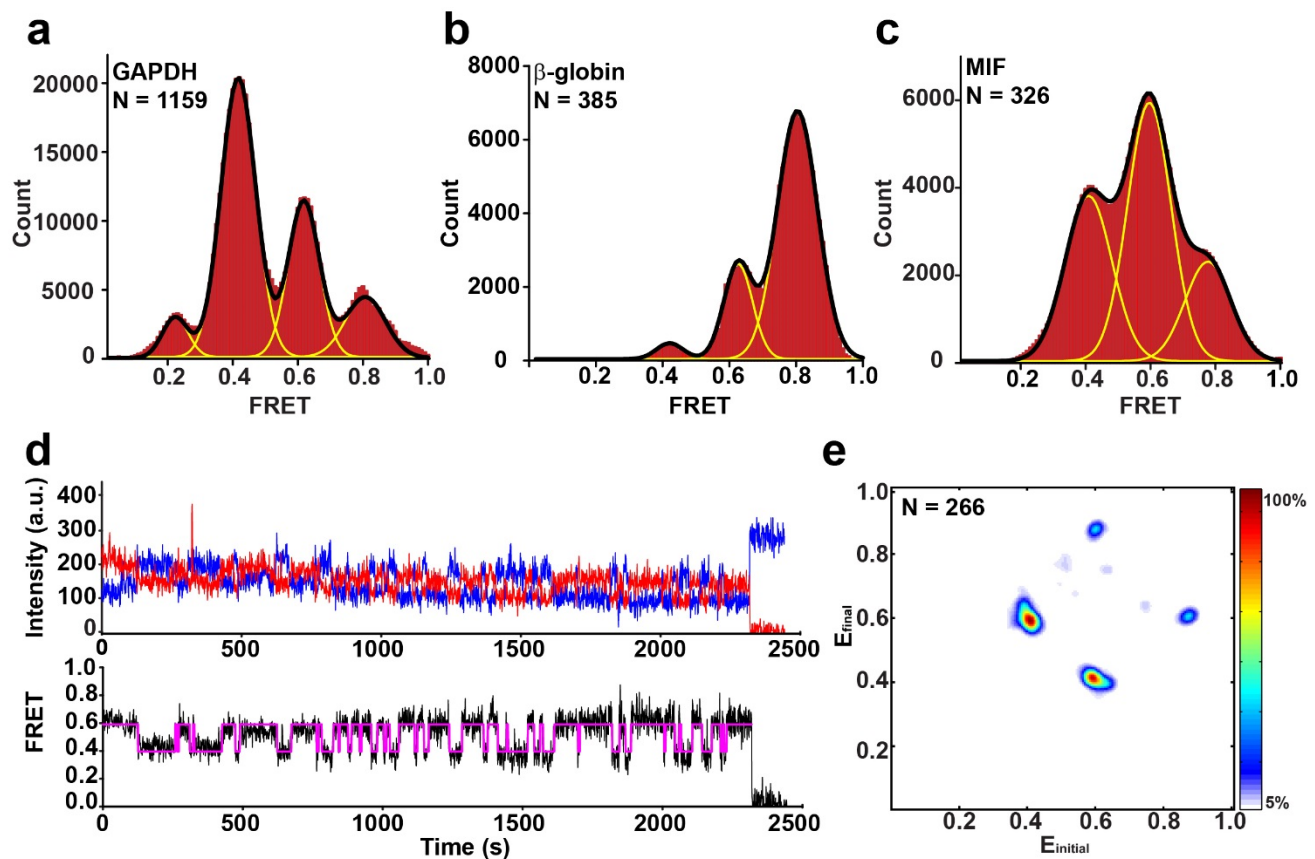 a
GAPDH
N = 1159
Count
20000
15000
10000
5000
0
0.2 0.4 0.6 0.8 1.0
FRET
b
β-globin
N = 385
Count
8000
6000
4000
2000
0
0.2 0.4 0.6 0.8 1.0
FRET
c
MIF
N = 326
Count
6000
4000
2000
0
0.2 0.4 0.6 0.8 1.0
FRET
d
Intensity (a.u.)
400
300
200
100
0
0 500 1000 1500 2000 2500
FRET
1.0
0.8
0.6
0.4
0.2
0.0
0 500 1000 1500 2000 2500
Time (s)
e
N = 266
Efinal
1.0
0.8
0.6
0.4
0.2
0.2 0.4 0.6 0.8 1.0
Einitial
100%
5%